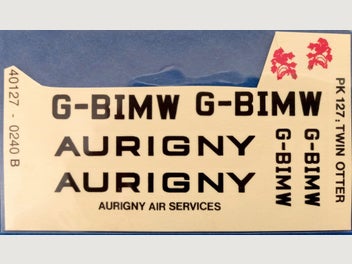 40127 - 0240 B
G-BIMW
G-BIMW
AURIGNY
AURIGNY
AURIGNY AIR SERVICES
G-BIMW
G-BIMW
PK 127: TWIN OTTER